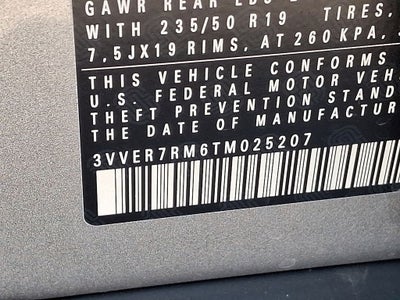 GAWR REAR LBS
WITH 235/50 R19 TIRES,
7,5JX19 RIMS, AT 260KPA,
THIS VEHICLE CONFORMS
U.S. FEDERAL MOTOR VEH
THEFT PREVENTION STAND
THE DATE OF MANUFACTUR
3VVER7RM6TM025207